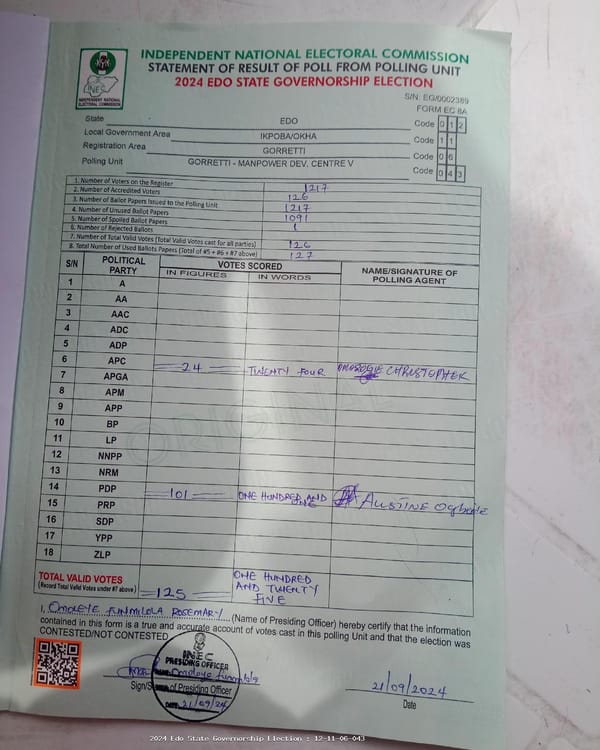 INEC
INDEPENDENT NATIONAL ELECTORAL COMMISSION
INDEPENDENT NATIONAL ELECTORAL COMMISSION
STATEMENT OF RESULT OF POLL FROM POLLING UNIT
2024 EDO STATE GOVERNORSHIP ELECTION
S/N: EG/0002389
FORM EC 8A
State EDO Code 0 1 2
Local Government Area IKPOBA/OKHA Code 1 1
Registration Area GORRETTI Code 0 6
Polling Unit GORRETTI - MANPOWER DEV. CENTRE V Code 0 4 3
1. Number of Voters on the Register 1217
2. Number of Accredited Voters 126
3. Number of Ballot Papers Issued to the Polling Unit 1217
4. Number of Unused Ballot Papers 1091
5. Number of Spoiled Ballot Papers 1
6. Number of Rejected Ballots
7. Number of Total Valid Votes (Total Valid Votes cast for all parties) 126
8. Total Number of Used Ballots Papers (Total of #5 + #6 + #7 above) 127
S/N POLITICAL PARTY VOTES SCORED NAME/SIGNATURE OF POLLING AGENT
IN FIGURES IN WORDS
1 A
2 AA
3 AAC
4 ADC
5 ADP
6 APC 24 TWENTY FOUR CHRISTOPHER
7 APGA
8 APM
9 APP
10 BP
11 LP
12 NNPP
13 NRM
14 PDP 101 ONE HUNDRED AND ONE AUSTINE
15 PRP
16 SDP
17 YPP
18 ZLP
TOTAL VALID VOTES
(Record Total Valid Votes under #7 above) 125 ONE HUNDRED AND TWENTY FIVE
I, OMOLEYE FUNMILOLA ROSEMARY (Name of Presiding Officer) hereby certify that the information
contained in this form is a true and accurate account of votes cast in this polling Unit and that the election was
CONTESTED/NOT CONTESTED
INEC
PRESIDING OFFICER
Omoleye funmilola
of Presiding Officer
DATE: 21/09/24
21/09/2024
Date
2024 Edo State Governorship Election : 12-11-06-043